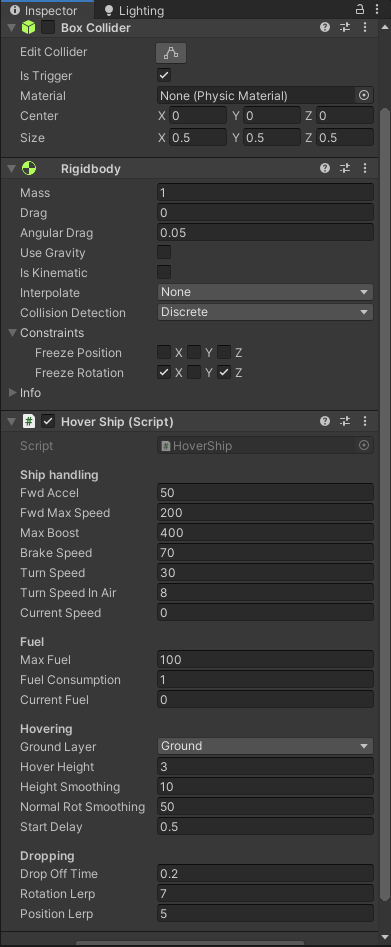 Inspector Lighting
Box Collider
Edit Collider
Is Trigger
Material None (Physic Material)
Center X 0 Y 0 Z 0
Size X 0.5 Y 0.5 Z 0.5
Rigidbody
Mass 1
Drag 0
Angular Drag 0.05
Use Gravity
Is Kinematic
Interpolate None
Collision Detection Discrete
Constraints
Freeze Position X Y Z
Freeze Rotation X Y Z
Info
# Hover Ship (Script)
Script # HoverShip
Ship handling
Fwd Accel 50
Fwd Max Speed 200
Max Boost 400
Brake Speed 70
Turn Speed 30
Turn Speed In Air 8
Current Speed 0
Fuel
Max Fuel 100
Fuel Consumption 1
Current Fuel 0
Hovering
Ground Layer Ground
Hover Height 3
Height Smoothing 10
Normal Rot Smoothing 50
Start Delay 0.5
Dropping
Drop Off Time 0.2
Rotation Lerp 7
Position Lerp 5